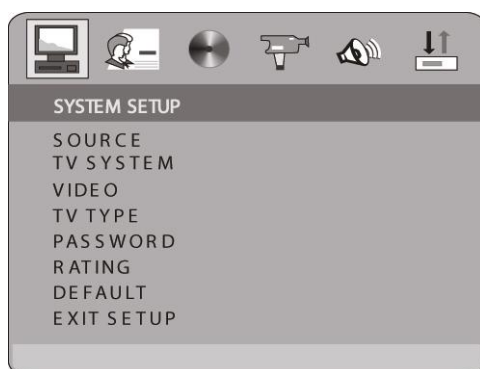 SYSTEM SETUP
SOURCE
TV SYSTEM
VIDEO
TV TYPE
PASSWORD
RATING
DEFAULT
EXIT SETUP